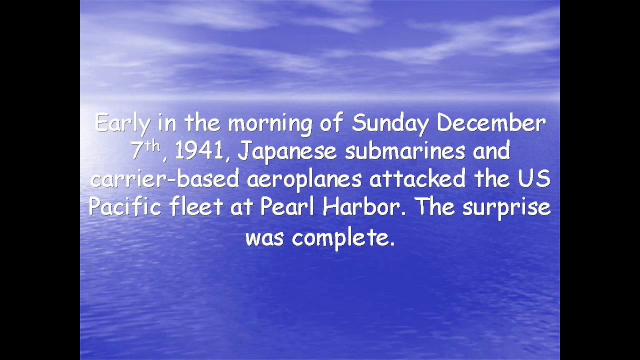 Early in the morning of Sunday December
7th, 1941, Japanese submarines and
carrier-based aeroplanes attacked the US
Pacific fleet at Pearl Harbor. The surprise
was complete.